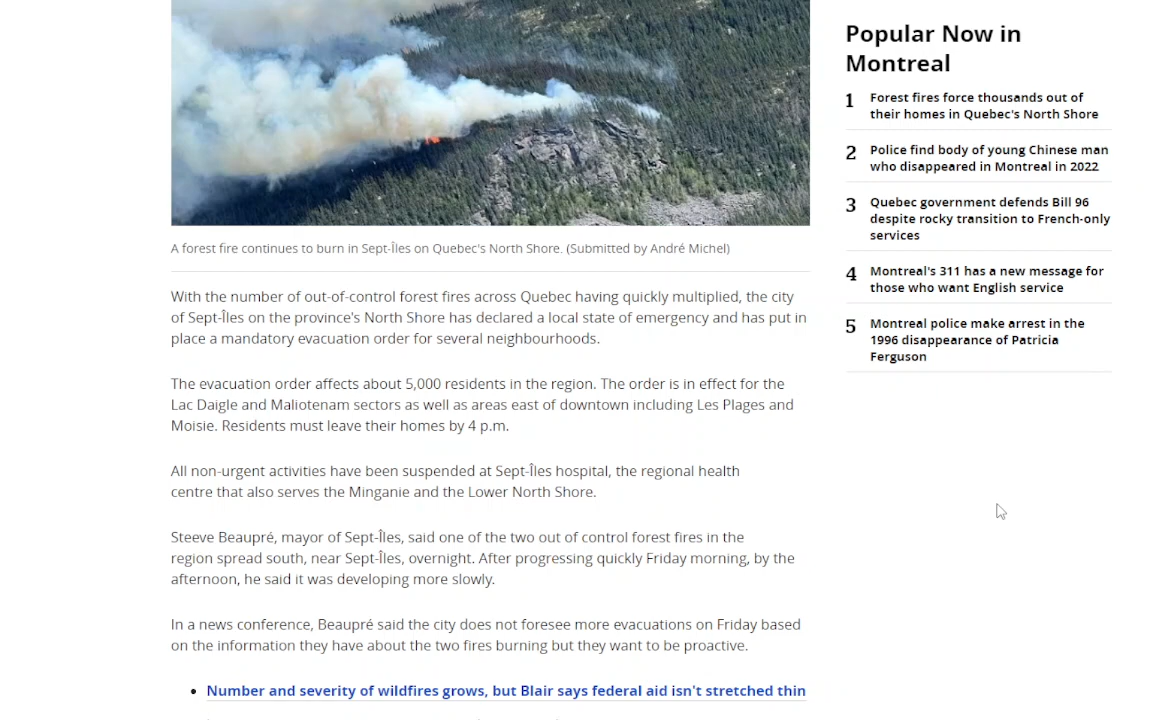 A forest fire continues to burn in Sept-Îles on Quebec's North Shore. (Submitted by André Michel)
With the number of out-of-control forest fires across Quebec having quickly multiplied, the city
of Sept-Îles on the province's North Shore has declared a local state of emergency and has put in
place a mandatory evacuation order for several neighbourhoods.
The evacuation order affects about 5,000 residents in the region. The order is in effect for the
Lac Daigle and Maliotenam sectors as well as areas east of downtown including Les Plages and
Moisie. Residents must leave their homes by 4 p.m.
All non-urgent activities have been suspended at Sept-Îles hospital, the regional health
centre that also serves the Minganie and the Lower North Shore.
Steeve Beaupré, mayor of Sept-Îles, said one of the two out of control forest fires in the
region spread south, near Sept-Îles, overnight. After progressing quickly Friday morning, by the
afternoon, he said it was developing more slowly.
In a news conference, Beaupré said the city does not foresee more evacuations on Friday based
on the information they have about the two fires burning but they want to be proactive.
• Number and severity of wildfires grows, but Blair says federal aid isn't stretched thin
Popular Now in
Montreal
1 Forest fires force thousands out of
their homes in Quebec's North Shore
2 Police find body of young Chinese man
who disappeared in Montreal in 2022
3 Quebec government defends Bill 96
despite rocky transition to French-only
services
4 Montreal's 311 has a new message for
those who want English service
5 Montreal police make arrest in the
1996 disappearance of Patricia
Ferguson